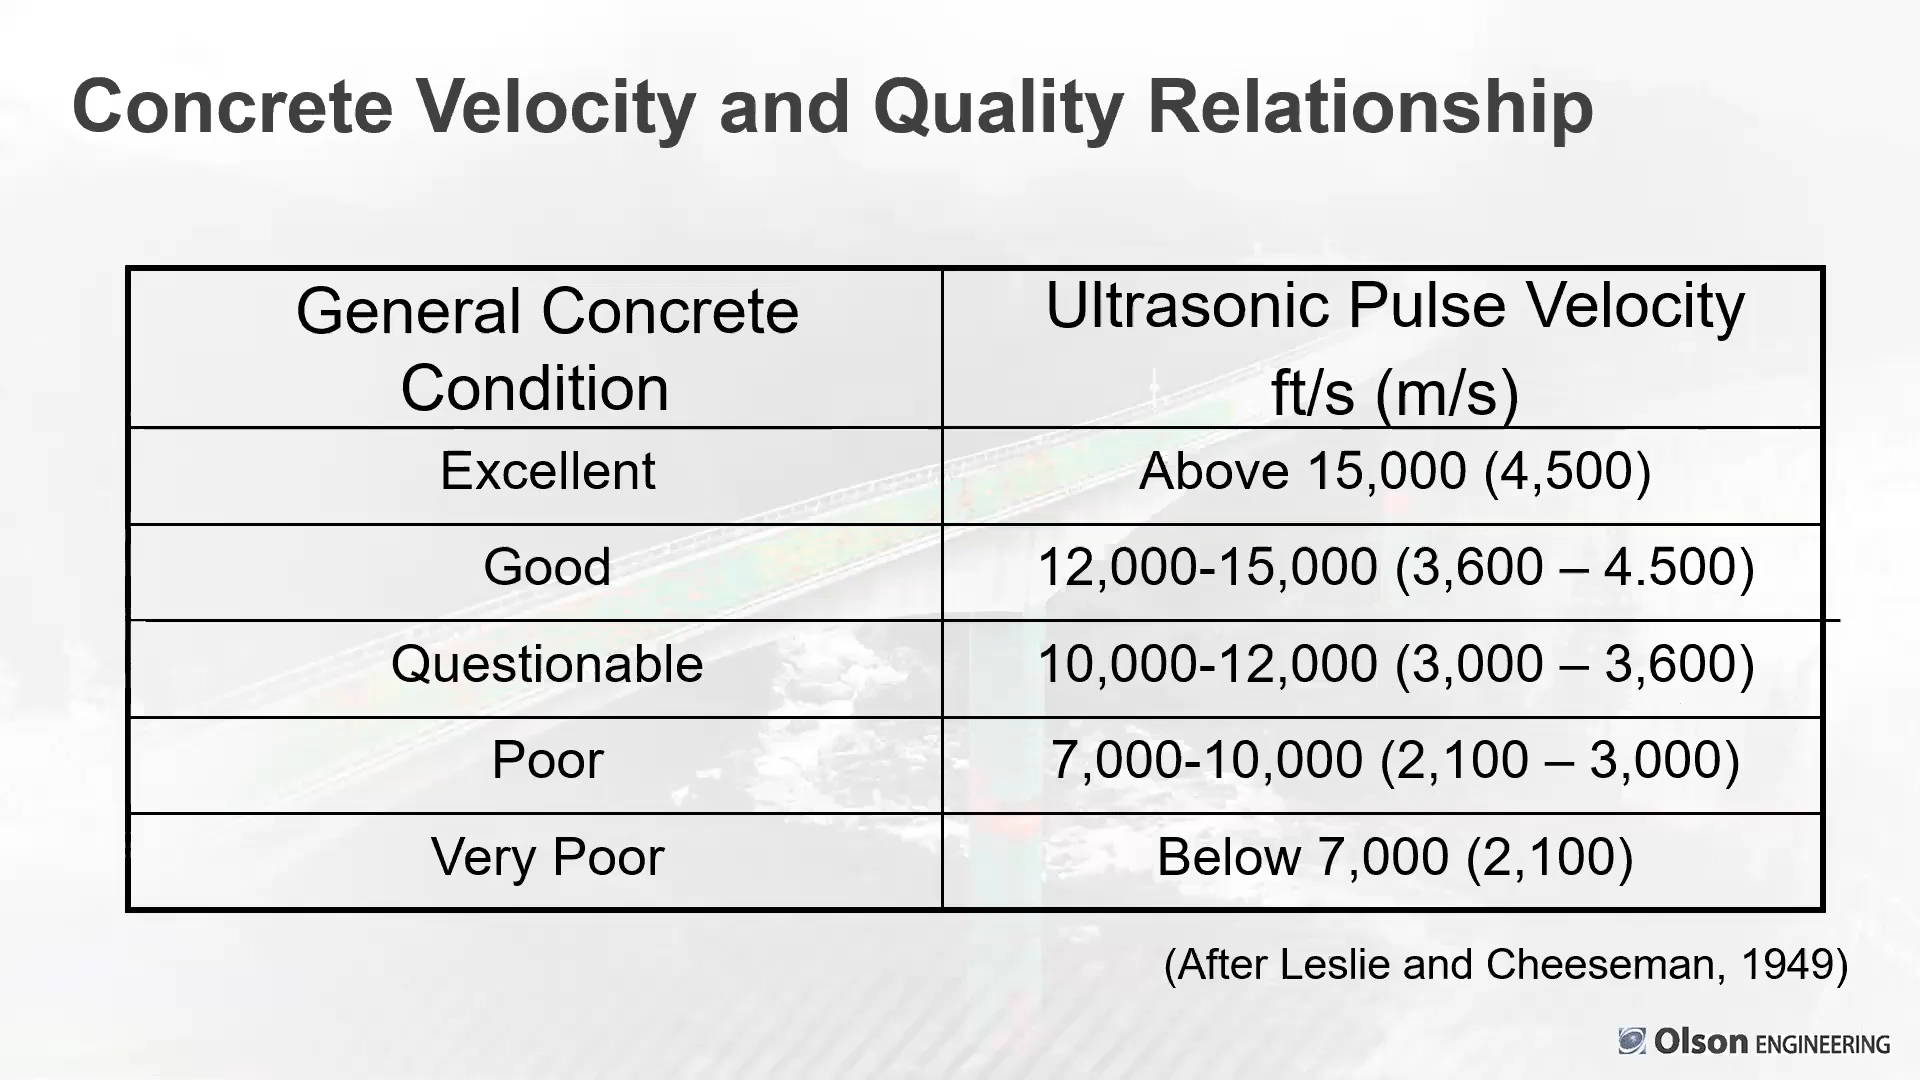 Concrete Velocity and Quality Relationship
General Concrete
Condition
Ultrasonic Pulse Velocity
ft/s (m/s)
Excellent
Above 15,000 (4,500)
Good
12,000-15,000 (3,600 – 4.500)
Questionable
10,000-12,000 (3,000 – 3,600)
Poor
7,000-10,000 (2,100 – 3,000)
Very Poor
Below 7,000 (2,100)
(After Leslie and Cheeseman, 1949)
Olson ENGINEERING